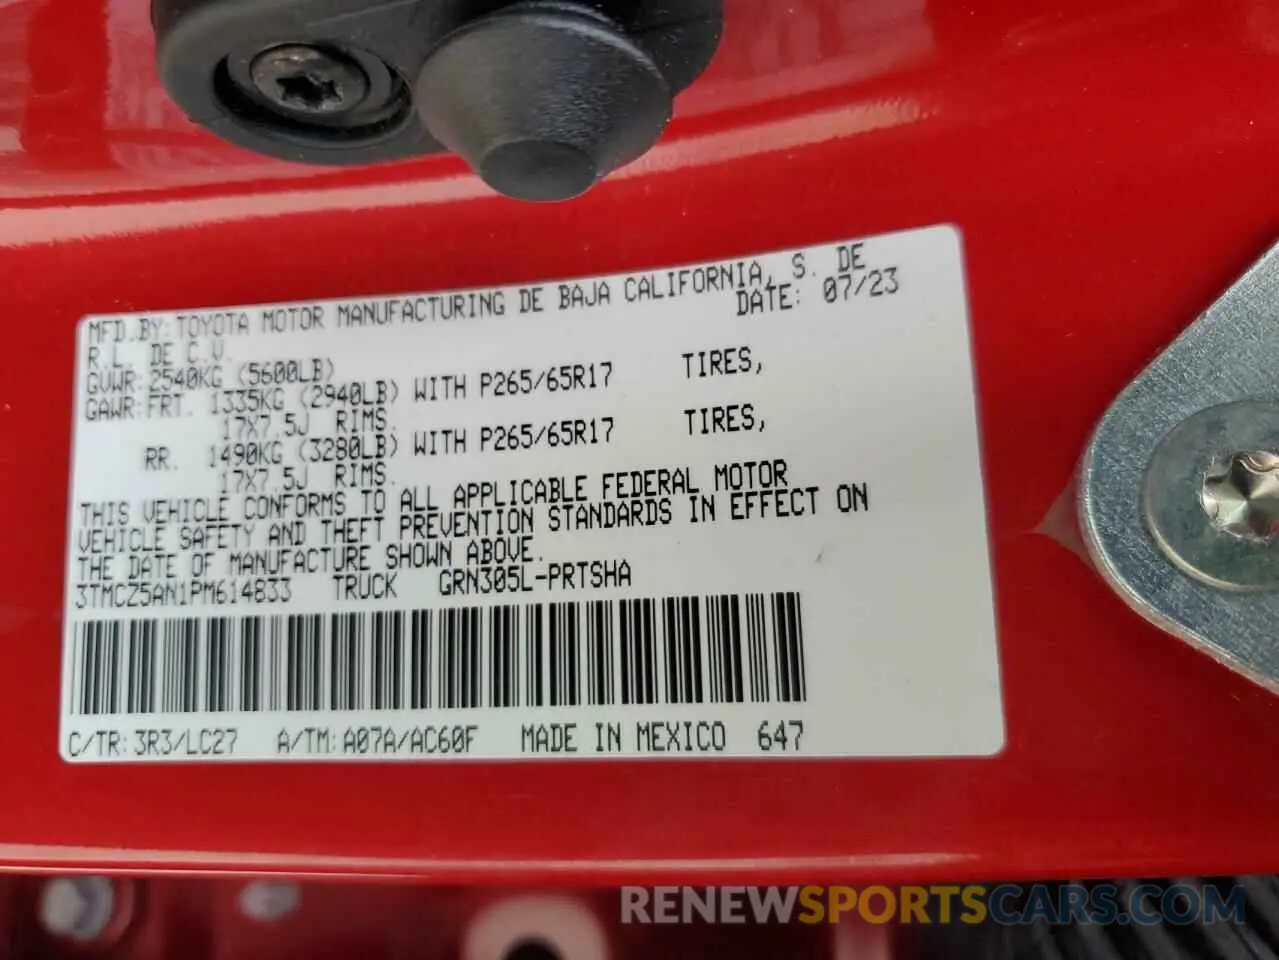 MFD.BY: TOYOTA MOTOR MANUFACTURING DE BAJA CALIFORNIA, S. DE
R.L. DE C.V. DATE: 07/23
GVWR: 2540KG (5600LB)
GAWR: FRT. 1335KG (2940LB) WITH P265/65R17 TIRES,
17X7.5J RIMS.
RR. 1490KG (3280LB) WITH P265/65R17 TIRES,
17X7.5J RIMS.
THIS VEHICLE CONFORMS TO ALL APPLICABLE FEDERAL MOTOR
VEHICLE SAFETY AND THEFT PREVENTION STANDARDS IN EFFECT ON
THE DATE OF MANUFACTURE SHOWN ABOVE.
3TMCZ5AN1PM614833 TRUCK GRN305L-PRTSHA
C/TR: 3R3/LC27 A/TM: A07A/AC60F MADE IN MEXICO 647
RENEWSPORTSCARS.COM